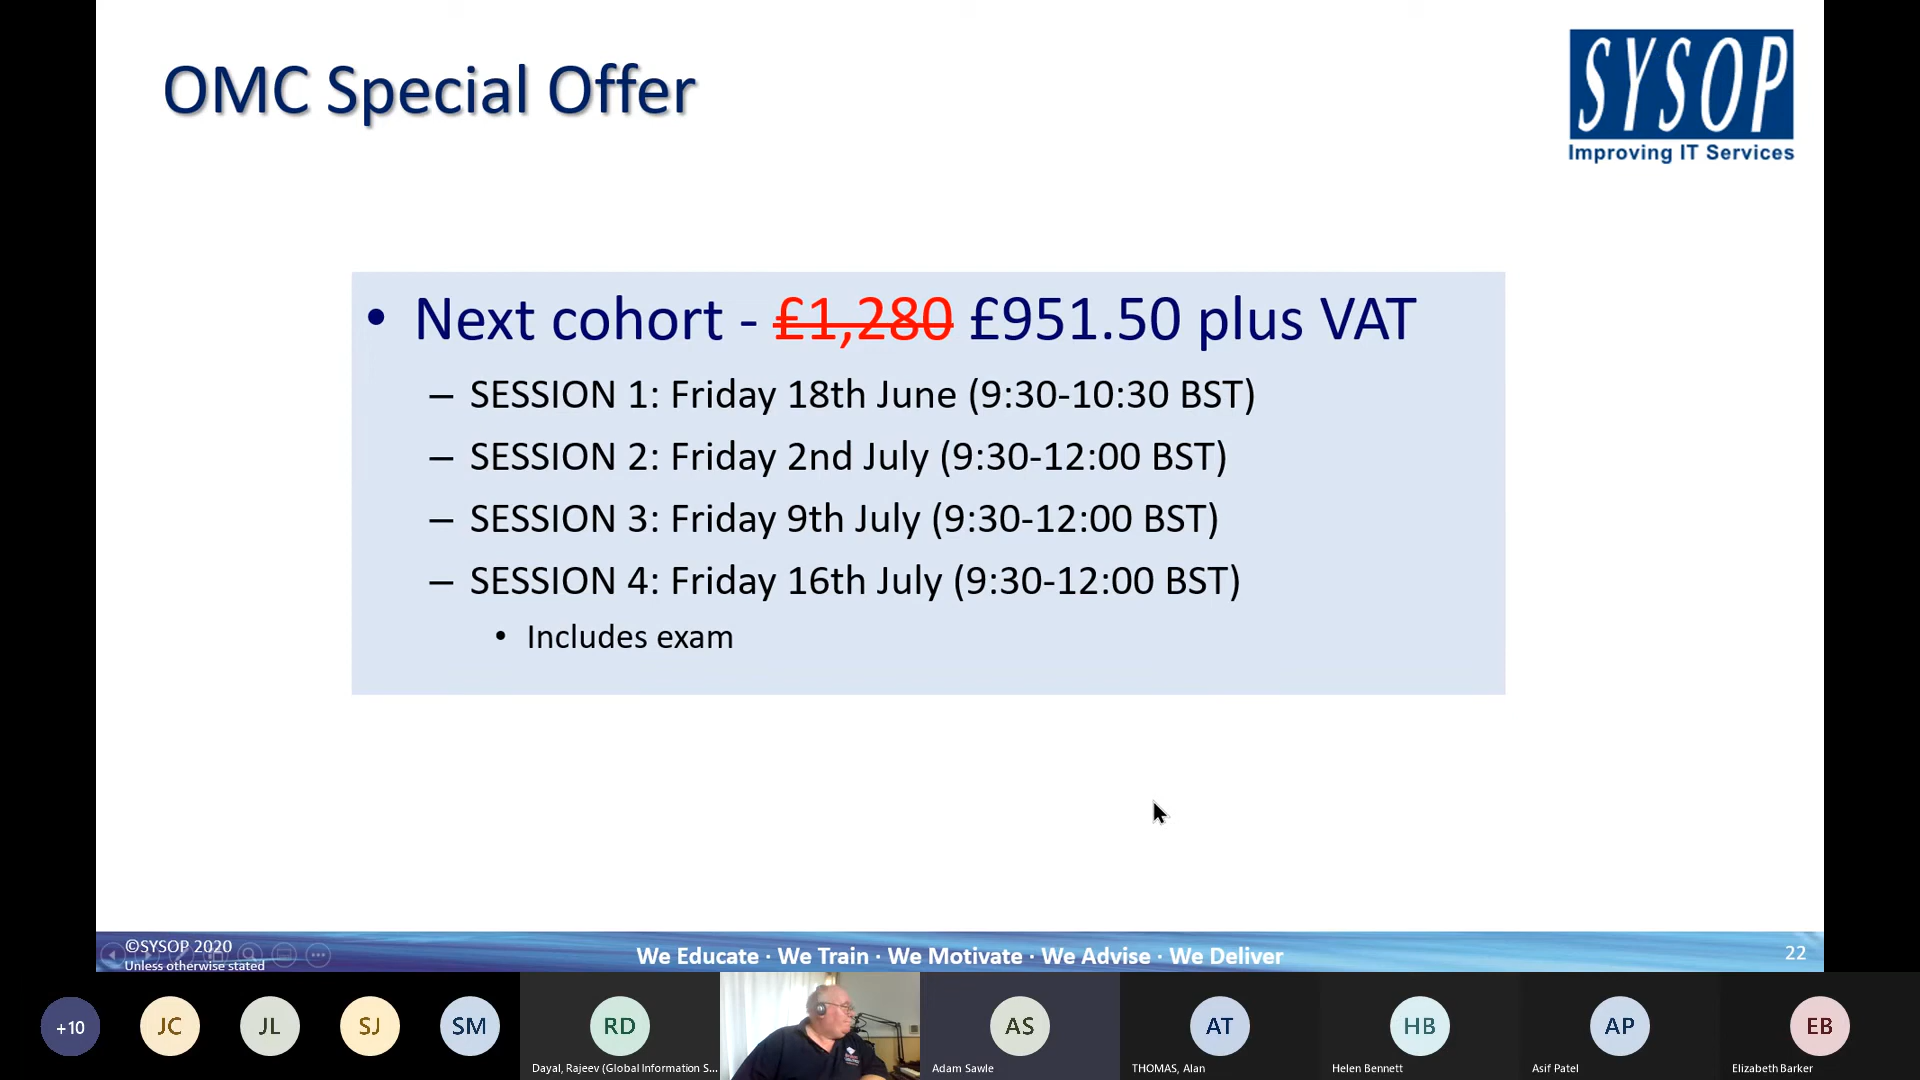 OMC Special Offer
SYSOP
Improving IT Services
• Next cohort - £1,280 £951.50 plus VAT
– SESSION 1: Friday 18th June (9:30-10:30 BST)
– SESSION 2: Friday 2nd July (9:30-12:00 BST)
– SESSION 3: Friday 9th July (9:30-12:00 BST)
– SESSION 4: Friday 16th July (9:30-12:00 BST)
• Includes exam
©SYSOP 2020
Unless otherwise stated
We Educate · We Train · We Motivate · We Advise · We Deliver
22
+10
JC
JL
SJ
SM
RD
AS
AT
HB
AP
EB
Dayal, Rajeev (Global Information S...
Adam Sawle
THOMAS, Alan
Helen Bennett
Asif Patel
Elizabeth Barker